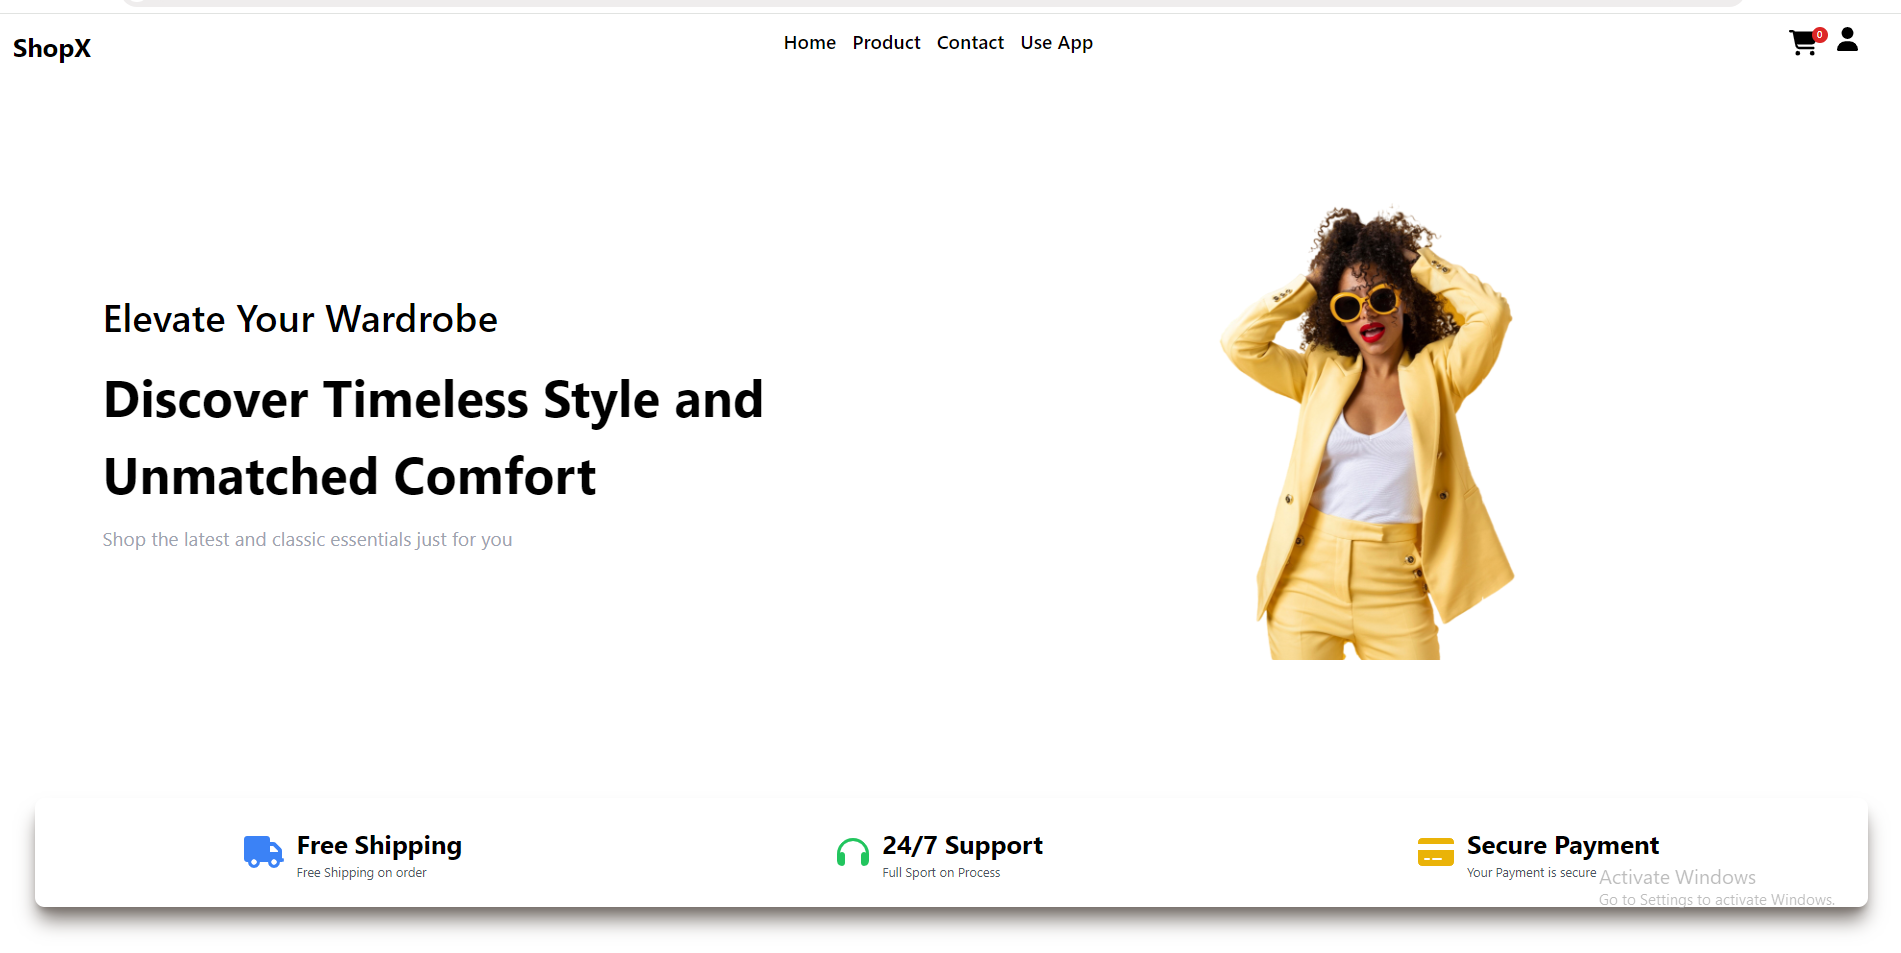 ShopX
Home Product Contact Use App
0
Elevate Your Wardrobe
Discover Timeless Style and
Unmatched Comfort
Shop the latest and classic essentials just for you
Free Shipping
Free Shipping on order
24/7 Support
Full Sport on Process
Secure Payment
Your Payment is secure
Activate Windows
Go to Settings to activate Windows.